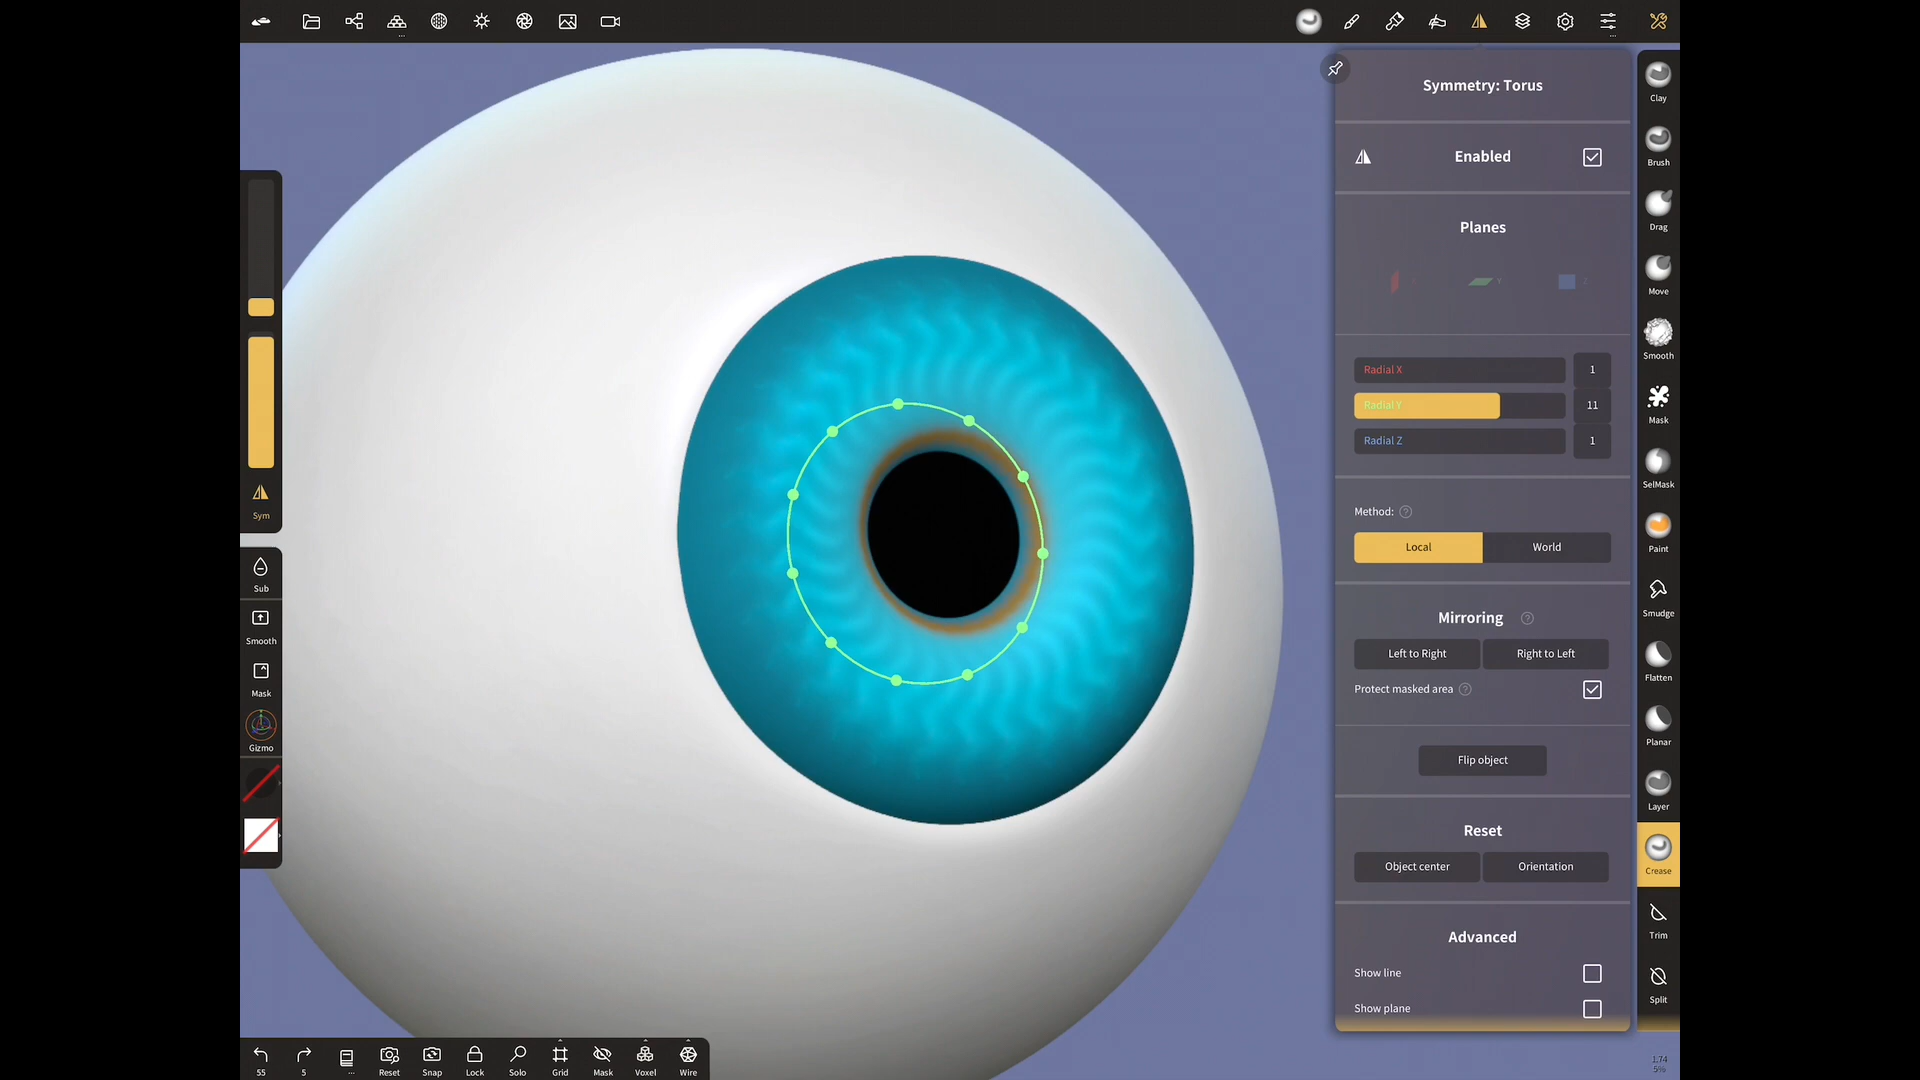 Symmetry: Torus
Enabled
Planes
Y
Z
Radial X 1
Radial Y 11
Radial Z 1
Method: ?
Local World
Mirroring ?
Left to Right Right to Left
Protect masked area ?
Flip object
Reset
Object center Orientation
Advanced
Show line
Show plane
Clay
Brush
Drag
Move
Smooth
Mask
SelMask
Paint
Smudge
Flatten
Planar
Layer
Crease
Trim
Split
Sym
Sub
Smooth
Mask
Gizmo
55 5 ... Reset Snap Lock Solo Grid Mask Voxel Wire
1.74
5%